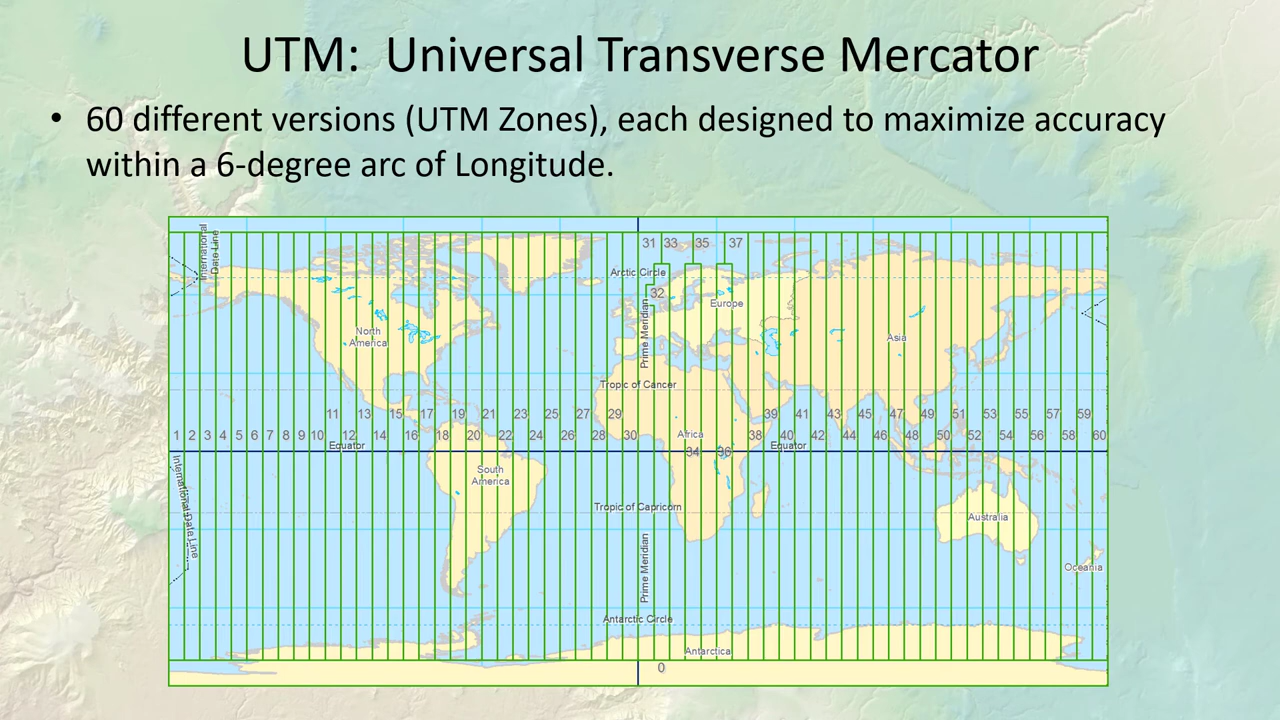 UTM:  Universal Transverse Mercator
• 60 different versions (UTM Zones), each designed to maximize accuracy
within a 6-degree arc of Longitude.
International
Date Line
31 33 35 37
Arctic Circle
32
Europe
Prime Meridian
North
America
Asia
Tropic of Cancer
11 13 15 17 19 21 23 25 27 29 39 41 43 45 47 49 51 53 55 57 59
1 2 3 4 5 6 7 8 9 10 12 14 16 18 20 22 24 26 28 30 Africa 38 40 42 44 46 48 50 52 54 56 58 60
Equator
Equator
34 36
International Date Line
South
America
Tropic of Capricorn
Australia
Prime Meridian
Oceania
Antarctic Circle
Antarctica
0